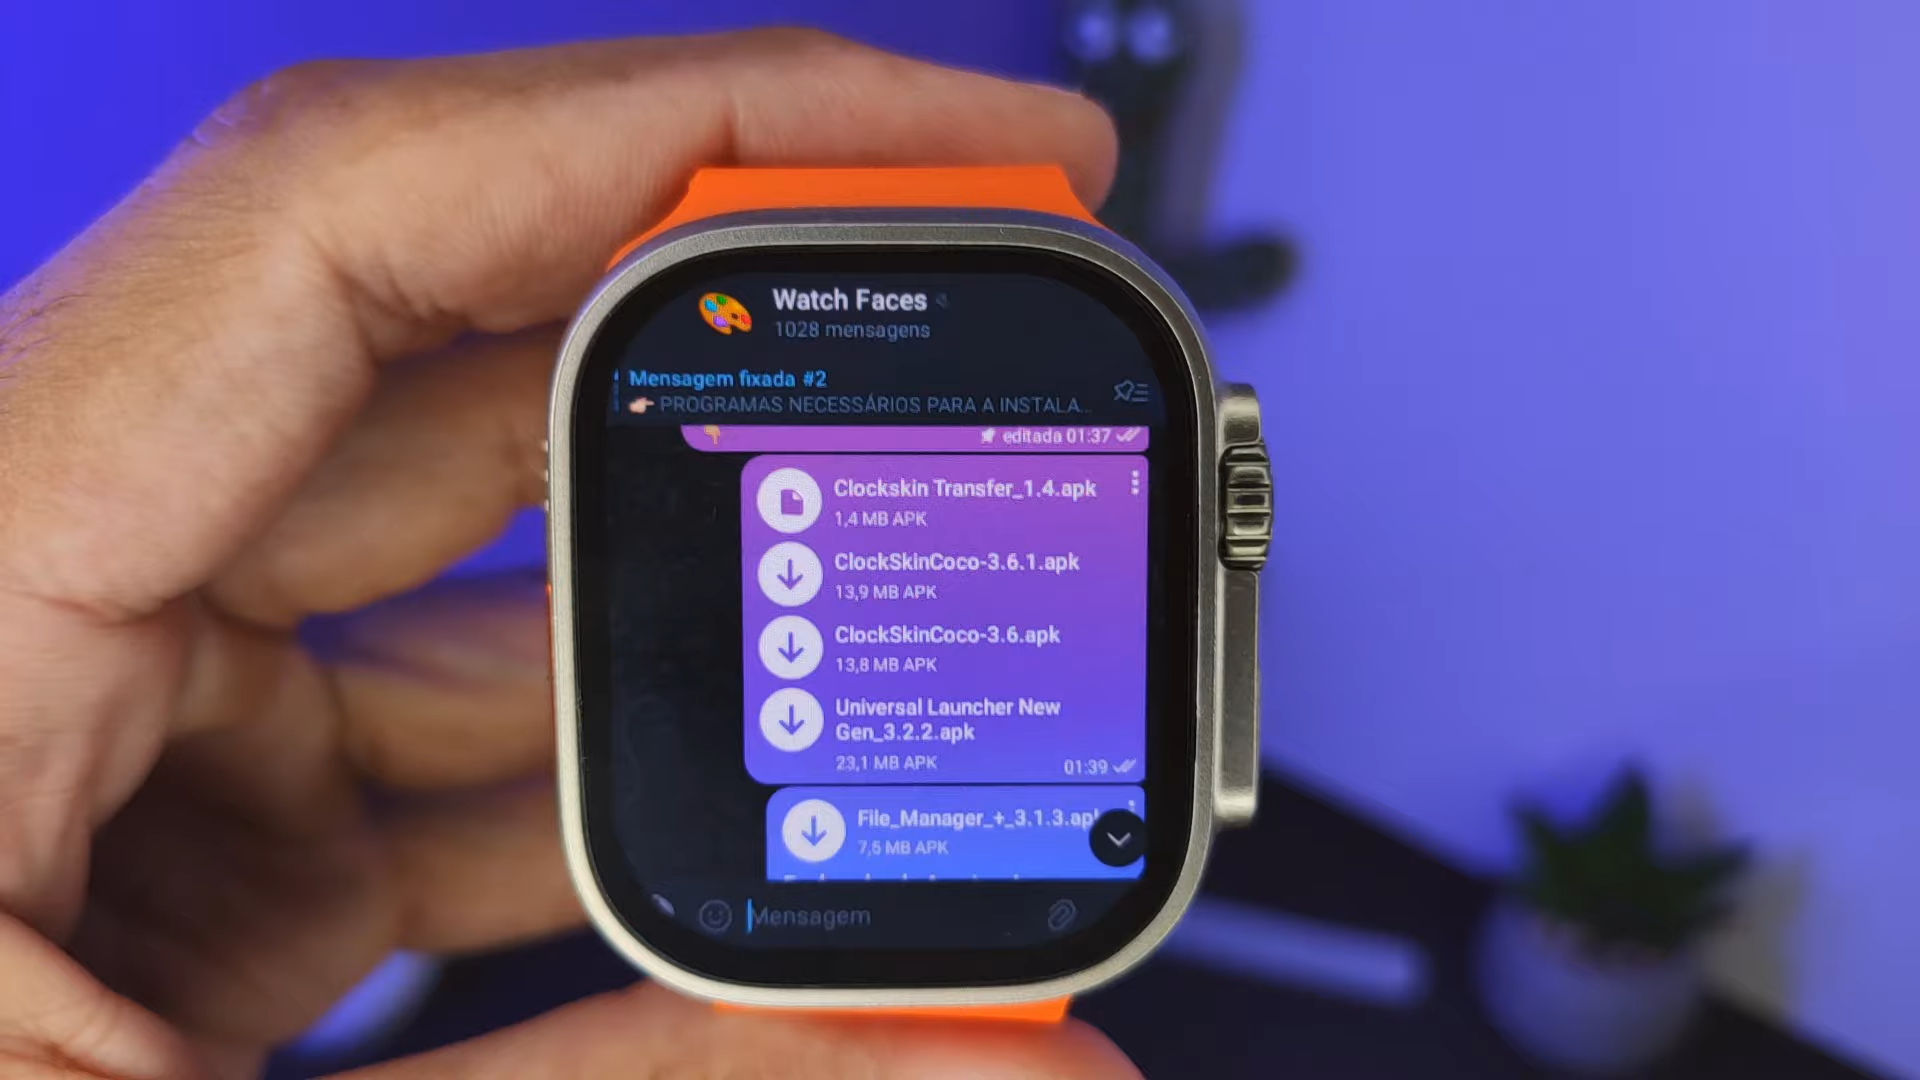 Watch Faces
1028 mensagens
Mensagem fixada #2
PROGRAMAS NECESSÁRIOS PARA A INSTALA...
editada 01:37
Clockskin Transfer_1.4.apk
1,4 MB APK
ClockSkinCoco-3.6.1.apk
13,9 MB APK
ClockSkinCoco-3.6.apk
13,8 MB APK
Universal Launcher New
Gen_3.2.2.apk
23,1 MB APK
01:39
File_Manager_+_3.1.3.apk
7,5 MB APK
Mensagem